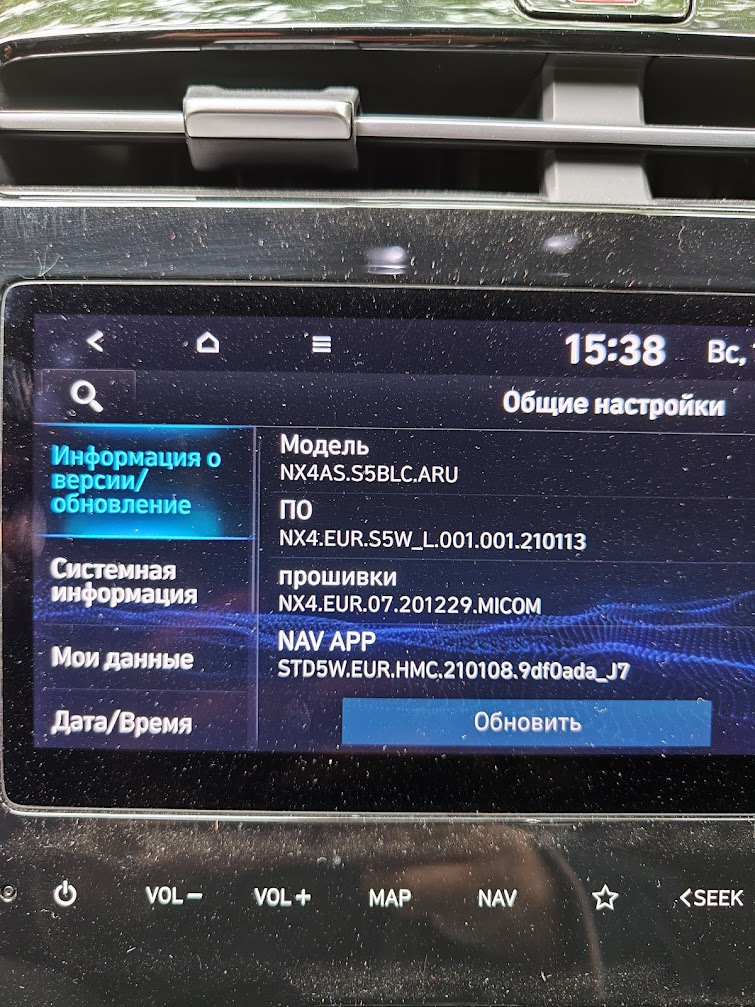 15:38 Вс,
Общие настройки
Информация о
версии/
обновление
Системная
информация
Мои данные
Дата/Время
Модель
NX4AS.S5BLC.ARU
ПО
NX4.EUR.S5W_L.001.001.210113
прошивки
NX4.EUR.07.201229.MICOM
NAV APP
STD5W.EUR.HMC.210108.9df0ada_J7
Обновить
VOL− VOL+ MAP NAV <SEEK